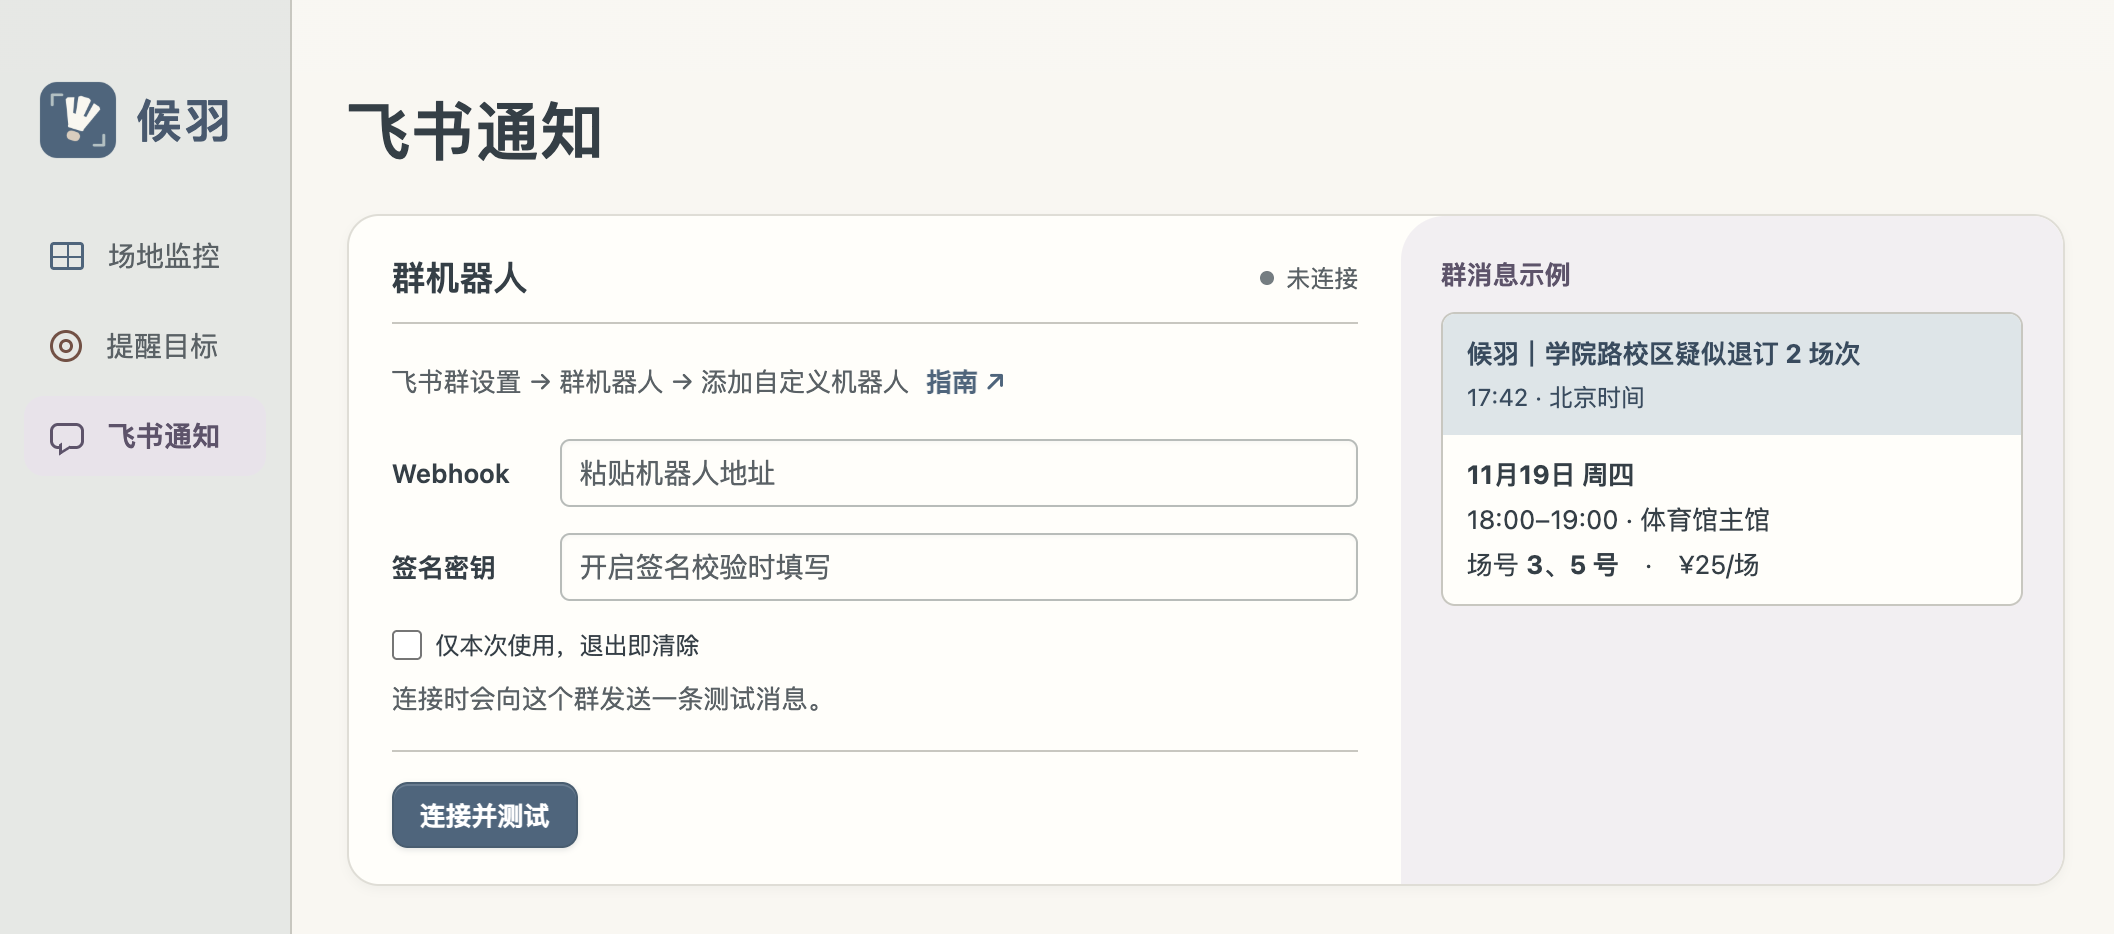 候羽
场地监控
提醒目标
飞书通知
飞书通知
群机器人
未连接
飞书群设置 → 群机器人 → 添加自定义机器人 指南 ↗
Webhook
粘贴机器人地址
签名密钥
开启签名校验时填写
仅本次使用，退出即清除
连接时会向这个群发送一条测试消息。
连接并测试
群消息示例
候羽｜学院路校区疑似退订 2 场次
17:42 · 北京时间
11月19日 周四
18:00–19:00 · 体育馆主馆
场号 3、5 号 · ¥25/场